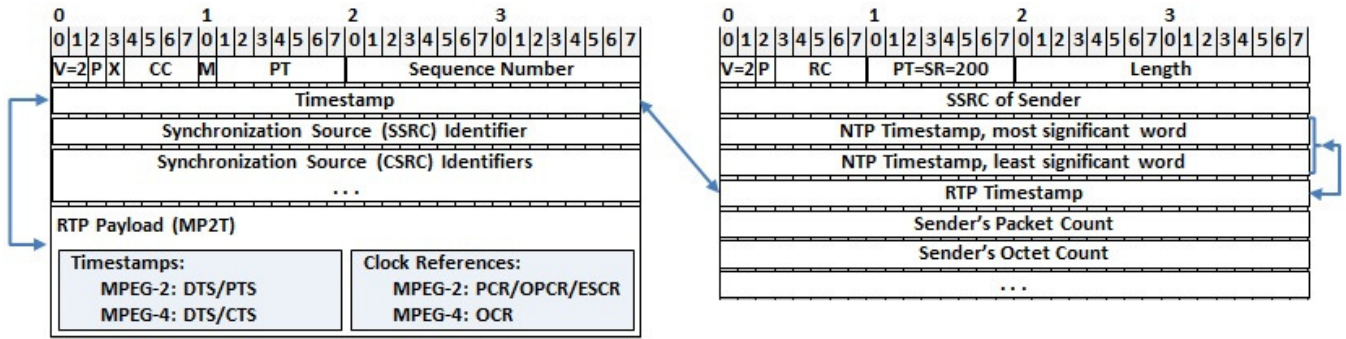 0 1 2 3
0 1 2 3 4 5 6 7 0 1 2 3 4 5 6 7 0 1 2 3 4 5 6 7 0 1 2 3 4 5 6 7
V=2 P X CC M PT Sequence Number
Timestamp
Synchronization Source (SSRC) Identifier
Synchronization Source (CSRC) Identifiers
...
RTP Payload (MP2T)
Timestamps:
MPEG-2: DTS/PTS
MPEG-4: DTS/CTS
Clock References:
MPEG-2: PCR/OPCR/ESCR
MPEG-4: OCR
0 1 2 3
0 1 2 3 4 5 6 7 0 1 2 3 4 5 6 7 0 1 2 3 4 5 6 7 0 1 2 3 4 5 6 7
V=2 P RC PT=SR=200 Length
SSRC of Sender
NTP Timestamp, most significant word
NTP Timestamp, least significant word
RTP Timestamp
Sender's Packet Count
Sender's Octet Count
...